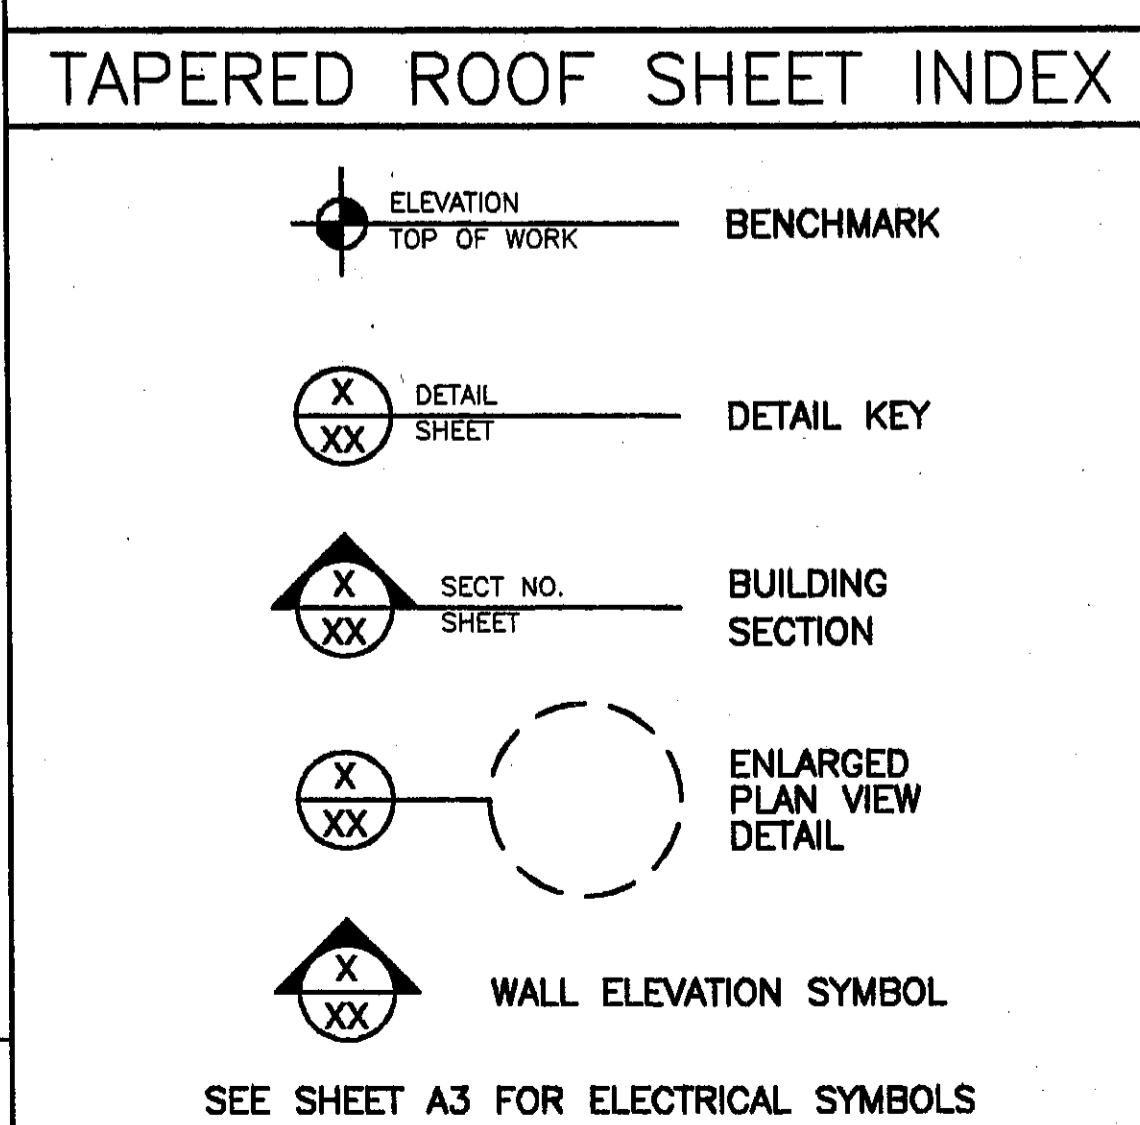 TAPERED ROOF SHEET INDEX
ELEVATION
TOP OF WORK
BENCHMARK
X
XX
DETAIL
SHEET
DETAIL KEY
X
XX
SECT NO.
SHEET
BUILDING
SECTION
X
XX
ENLARGED
PLAN VIEW
DETAIL
X
XX
WALL ELEVATION SYMBOL
SEE SHEET A3 FOR ELECTRICAL SYMBOLS